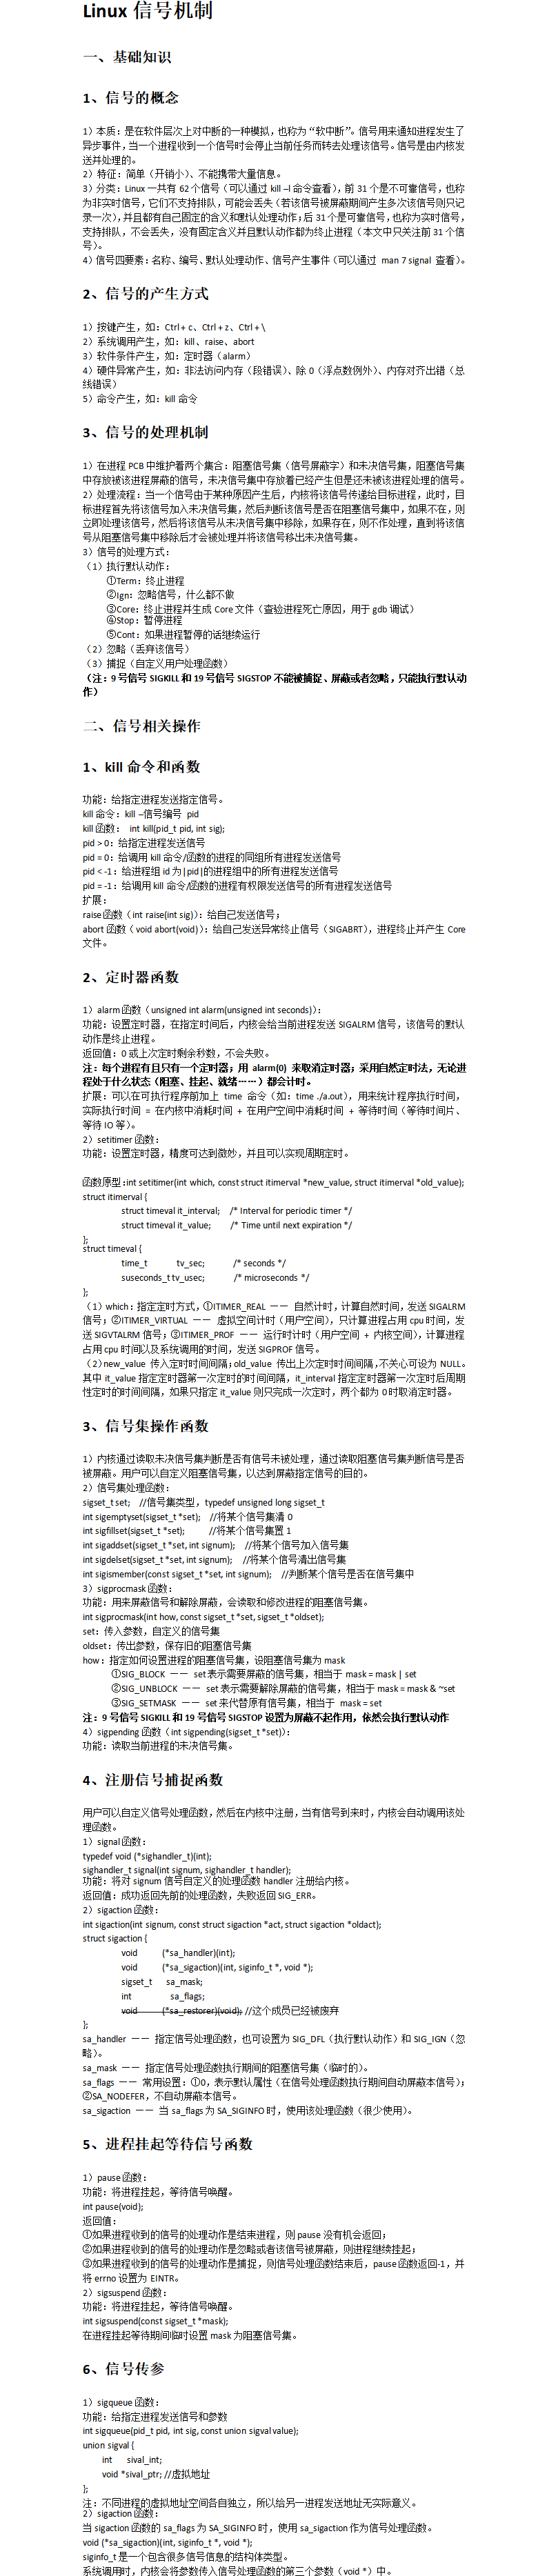 Linux 信号机制
一、基础知识
1、信号的概念
1）本质：是在软件层次上对中断的一种模拟，也称为“软中断”。信号用来通知进程发生了
异步事件，当一个进程收到一个信号时会停止当前任务而转去处理该信号。信号是由内核发
送并处理的。
2）特征：简单（开销小）、不能携带大量信息。
3）分类：Linux 一共有 62 个信号（可以通过 kill –l 命令查看），前 31 个是不可靠信号，也称
为非实时信号，它们不支持排队，可能会丢失（若该信号被屏蔽期间产生多次该信号则只记
录一次），并且都有自己固定的含义和默认处理动作；后 31 个是可靠信号，也称为实时信号，
支持排队，不会丢失，没有固定含义并且默认动作都为终止进程（本文中只关注前 31 个信
号）。
4）信号四要素：名称、编号、默认处理动作、信号产生事件（可以通过 man 7 signal 查看）。
2、信号的产生方式
1）按键产生，如：Ctrl + c、Ctrl + z、Ctrl + \
2）系统调用产生，如：kill、raise、abort
3）软件条件产生，如：定时器（alarm）
4）硬件异常产生，如：非法访问内存（段错误）、除 0（浮点数例外）、内存对齐出错（总
线错误）
5）命令产生，如：kill 命令
3、信号的处理机制
1）在进程 PCB 中维护着两个集合：阻塞信号集（信号屏蔽字）和未决信号集，阻塞信号集
中存放被该进程屏蔽的信号，未决信号集中存放着已经产生但是还未被该进程处理的信号。
2）处理流程：当一个信号由于某种原因产生后，内核将该信号传递给目标进程，此时，目
标进程首先将该信号加入未决信号集，然后判断该信号是否在阻塞信号集中，如果不在，则
立即处理该信号，然后将该信号从未决信号集中移除，如果存在，则不作处理，直到将该信
号从阻塞信号集中移除后才会被处理并将该信号移出未决信号集。
3）信号的处理方式：
（1）执行默认动作：
①Term：终止进程
②Ign：忽略信号，什么都不做
③Core：终止进程并生成 Core 文件（查验进程死亡原因，用于 gdb 调试）
④Stop：暂停进程
⑤Cont：如果进程暂停的话继续运行
（2）忽略（丢弃该信号）
（3）捕捉（自定义用户处理函数）
（注：9 号信号 SIGKILL 和 19 号信号 SIGSTOP 不能被捕捉、屏蔽或者忽略，只能执行默认动
作）
二、信号相关操作
1、kill 命令和函数
功能：给指定进程发送指定信号。
kill 命令：kill –信号编号 pid
kill 函数： int kill(pid_t pid, int sig);
pid > 0：给指定进程发送信号
pid = 0：给调用 kill 命令/函数的进程的同组所有进程发送信号
pid < -1：给进程组 id 为|pid|的进程组中的所有进程发送信号
pid = -1：给调用 kill 命令/函数的进程有权限发送信号的所有进程发送信号
扩展：
raise 函数（int raise(int sig)）：给自己发送信号；
abort 函数（void abort(void)）：给自己发送异常终止信号（SIGABRT），进程终止并产生 Core
文件。
2、定时器函数
1）alarm 函数（unsigned int alarm(unsigned int seconds)）：
功能：设置定时器，在指定时间后，内核会给当前进程发送 SIGALRM 信号，该信号的默认
动作是终止进程。
返回值：0 或上次定时剩余秒数，不会失败。
注：每个进程有且只有一个定时器；用 alarm(0) 来取消定时器；采用自然定时法，无论进
程处于什么状态（阻塞、挂起、就绪……）都会计时。
扩展：可以在可执行程序前加上 time 命令（如：time ./a.out），用来统计程序执行时间，
实际执行时间 = 在内核中消耗时间 + 在用户空间中消耗时间 + 等待时间（等待时间片、
等待 IO 等）。
2）setitimer 函数：
功能：设置定时器，精度可达到微妙，并且可以实现周期定时。
函数原型:int setitimer(int which, const struct itimerval *new_value, struct itimerval *old_value);
struct itimerval {
struct timeval it_interval; /* Interval for periodic timer */
struct timeval it_value; /* Time until next expiration */
};
struct timeval {
time_t tv_sec; /* seconds */
suseconds_t tv_usec; /* microseconds */
};
（1）which：指定定时方式，①ITIMER_REAL —— 自然计时，计算自然时间，发送 SIGALRM
信号；②ITIMER_VIRTUAL —— 虚拟空间计时（用户空间），只计算进程占用 cpu 时间，发
送 SIGVTALRM 信号；③ITIMER_PROF —— 运行时计时（用户空间 + 内核空间），计算进程
占用 cpu 时间以及系统调用的时间，发送 SIGPROF 信号。
（2）new_value 传入定时时间间隔；old_value 传出上次定时时间间隔，不关心可设为 NULL。
其中 it_value 指定定时器第一次定时的时间间隔，it_interval 指定定时器第一次定时后周期
性定时的时间间隔，如果只指定 it_value 则只完成一次定时，两个都为 0 时取消定时器。
3、信号集操作函数
1）内核通过读取未决信号集判断是否有信号未被处理，通过读取阻塞信号集判断信号是否
被屏蔽。用户可以自定义阻塞信号集，以达到屏蔽指定信号的目的。
2）信号集处理函数：
sigset_t set; //信号集类型，typedef unsigned long sigset_t
int sigemptyset(sigset_t *set); //将某个信号集清 0
int sigfillset(sigset_t *set); //将某个信号集置 1
int sigaddset(sigset_t *set, int signum); //将某个信号加入信号集
int sigdelset(sigset_t *set, int signum); //将某个信号清出信号集
int sigismember(const sigset_t *set, int signum); //判断某个信号是否在信号集中
3）sigprocmask 函数：
功能：用来屏蔽信号和解除屏蔽，会读取和修改进程的阻塞信号集。
int sigprocmask(int how, const sigset_t *set, sigset_t *oldset);
set：传入参数，自定义的信号集
oldset：传出参数，保存旧的阻塞信号集
how：指定如何设置进程的阻塞信号集，设阻塞信号集为 mask
①SIG_BLOCK —— set 表示需要屏蔽的信号集，相当于 mask = mask | set
②SIG_UNBLOCK —— set 表示需要解除屏蔽的信号集，相当于 mask = mask & ~set
③SIG_SETMASK —— set 来代替原有信号集，相当于 mask = set
注：9 号信号 SIGKILL 和 19 号信号 SIGSTOP 设置为屏蔽不起作用，依然会执行默认动作
4）sigpending 函数（int sigpending(sigset_t *set)）：
功能：读取当前进程的未决信号集。
4、注册信号捕捉函数
用户可以自定义信号处理函数，然后在内核中注册，当有信号到来时，内核会自动调用该处
理函数。
1）signal 函数：
typedef void (*sighandler_t)(int);
sighandler_t signal(int signum, sighandler_t handler);
功能：将对 signum 信号自定义的处理函数 handler 注册给内核。
返回值：成功返回先前的处理函数，失败返回 SIG_ERR。
2）sigaction 函数：
int sigaction(int signum, const struct sigaction *act, struct sigaction *oldact);
struct sigaction {
void (*sa_handler)(int);
void (*sa_sigaction)(int, siginfo_t *, void *);
sigset_t sa_mask;
int sa_flags;
void (*sa_restorer)(void); //这个成员已经被废弃
};
sa_handler —— 指定信号处理函数，也可设置为 SIG_DFL（执行默认动作）和 SIG_IGN（忽
略）。
sa_mask —— 指定信号处理函数执行期间的阻塞信号集（临时的）。
sa_flags —— 常用设置：①0，表示默认属性（在信号处理函数执行期间自动屏蔽本信号）；
②SA_NODEFER，不自动屏蔽本信号。
sa_sigaction —— 当 sa_flags 为 SA_SIGINFO 时，使用该处理函数（很少使用）。
5、进程挂起等待信号函数
1）pause 函数：
功能：将进程挂起，等待信号唤醒。
int pause(void);
返回值：
①如果进程收到的信号的处理动作是结束进程，则 pause 没有机会返回；
②如果进程收到的信号的处理动作是忽略或者该信号被屏蔽，则进程继续挂起；
③如果进程收到的信号的处理动作是捕捉，则信号处理函数结束后，pause 函数返回-1，并
将 errno 设置为 EINTR。
2）sigsuspend 函数：
功能：将进程挂起，等待信号唤醒。
int sigsuspend(const sigset_t *mask);
在进程挂起等待期间临时设置 mask 为阻塞信号集。
6、信号传参
1）sigqueue 函数：
功能：给指定进程发送信号和参数
int sigqueue(pid_t pid, int sig, const union sigval value);
union sigval {
int sival_int;
void *sival_ptr; //虚拟地址
};
注：不同进程的虚拟地址空间各自独立，所以给另一进程发送地址无实际意义。
2）sigaction 函数：
当 sigaction 函数的 sa_flags 为 SA_SIGINFO 时，使用 sa_sigaction 作为信号处理函数。
void (*sa_sigaction)(int, siginfo_t *, void *);
siginfo_t 是一个包含很多信号信息的结构体类型。
系统调用时，内核会将参数传入信号处理函数的第三个参数（void *）中。